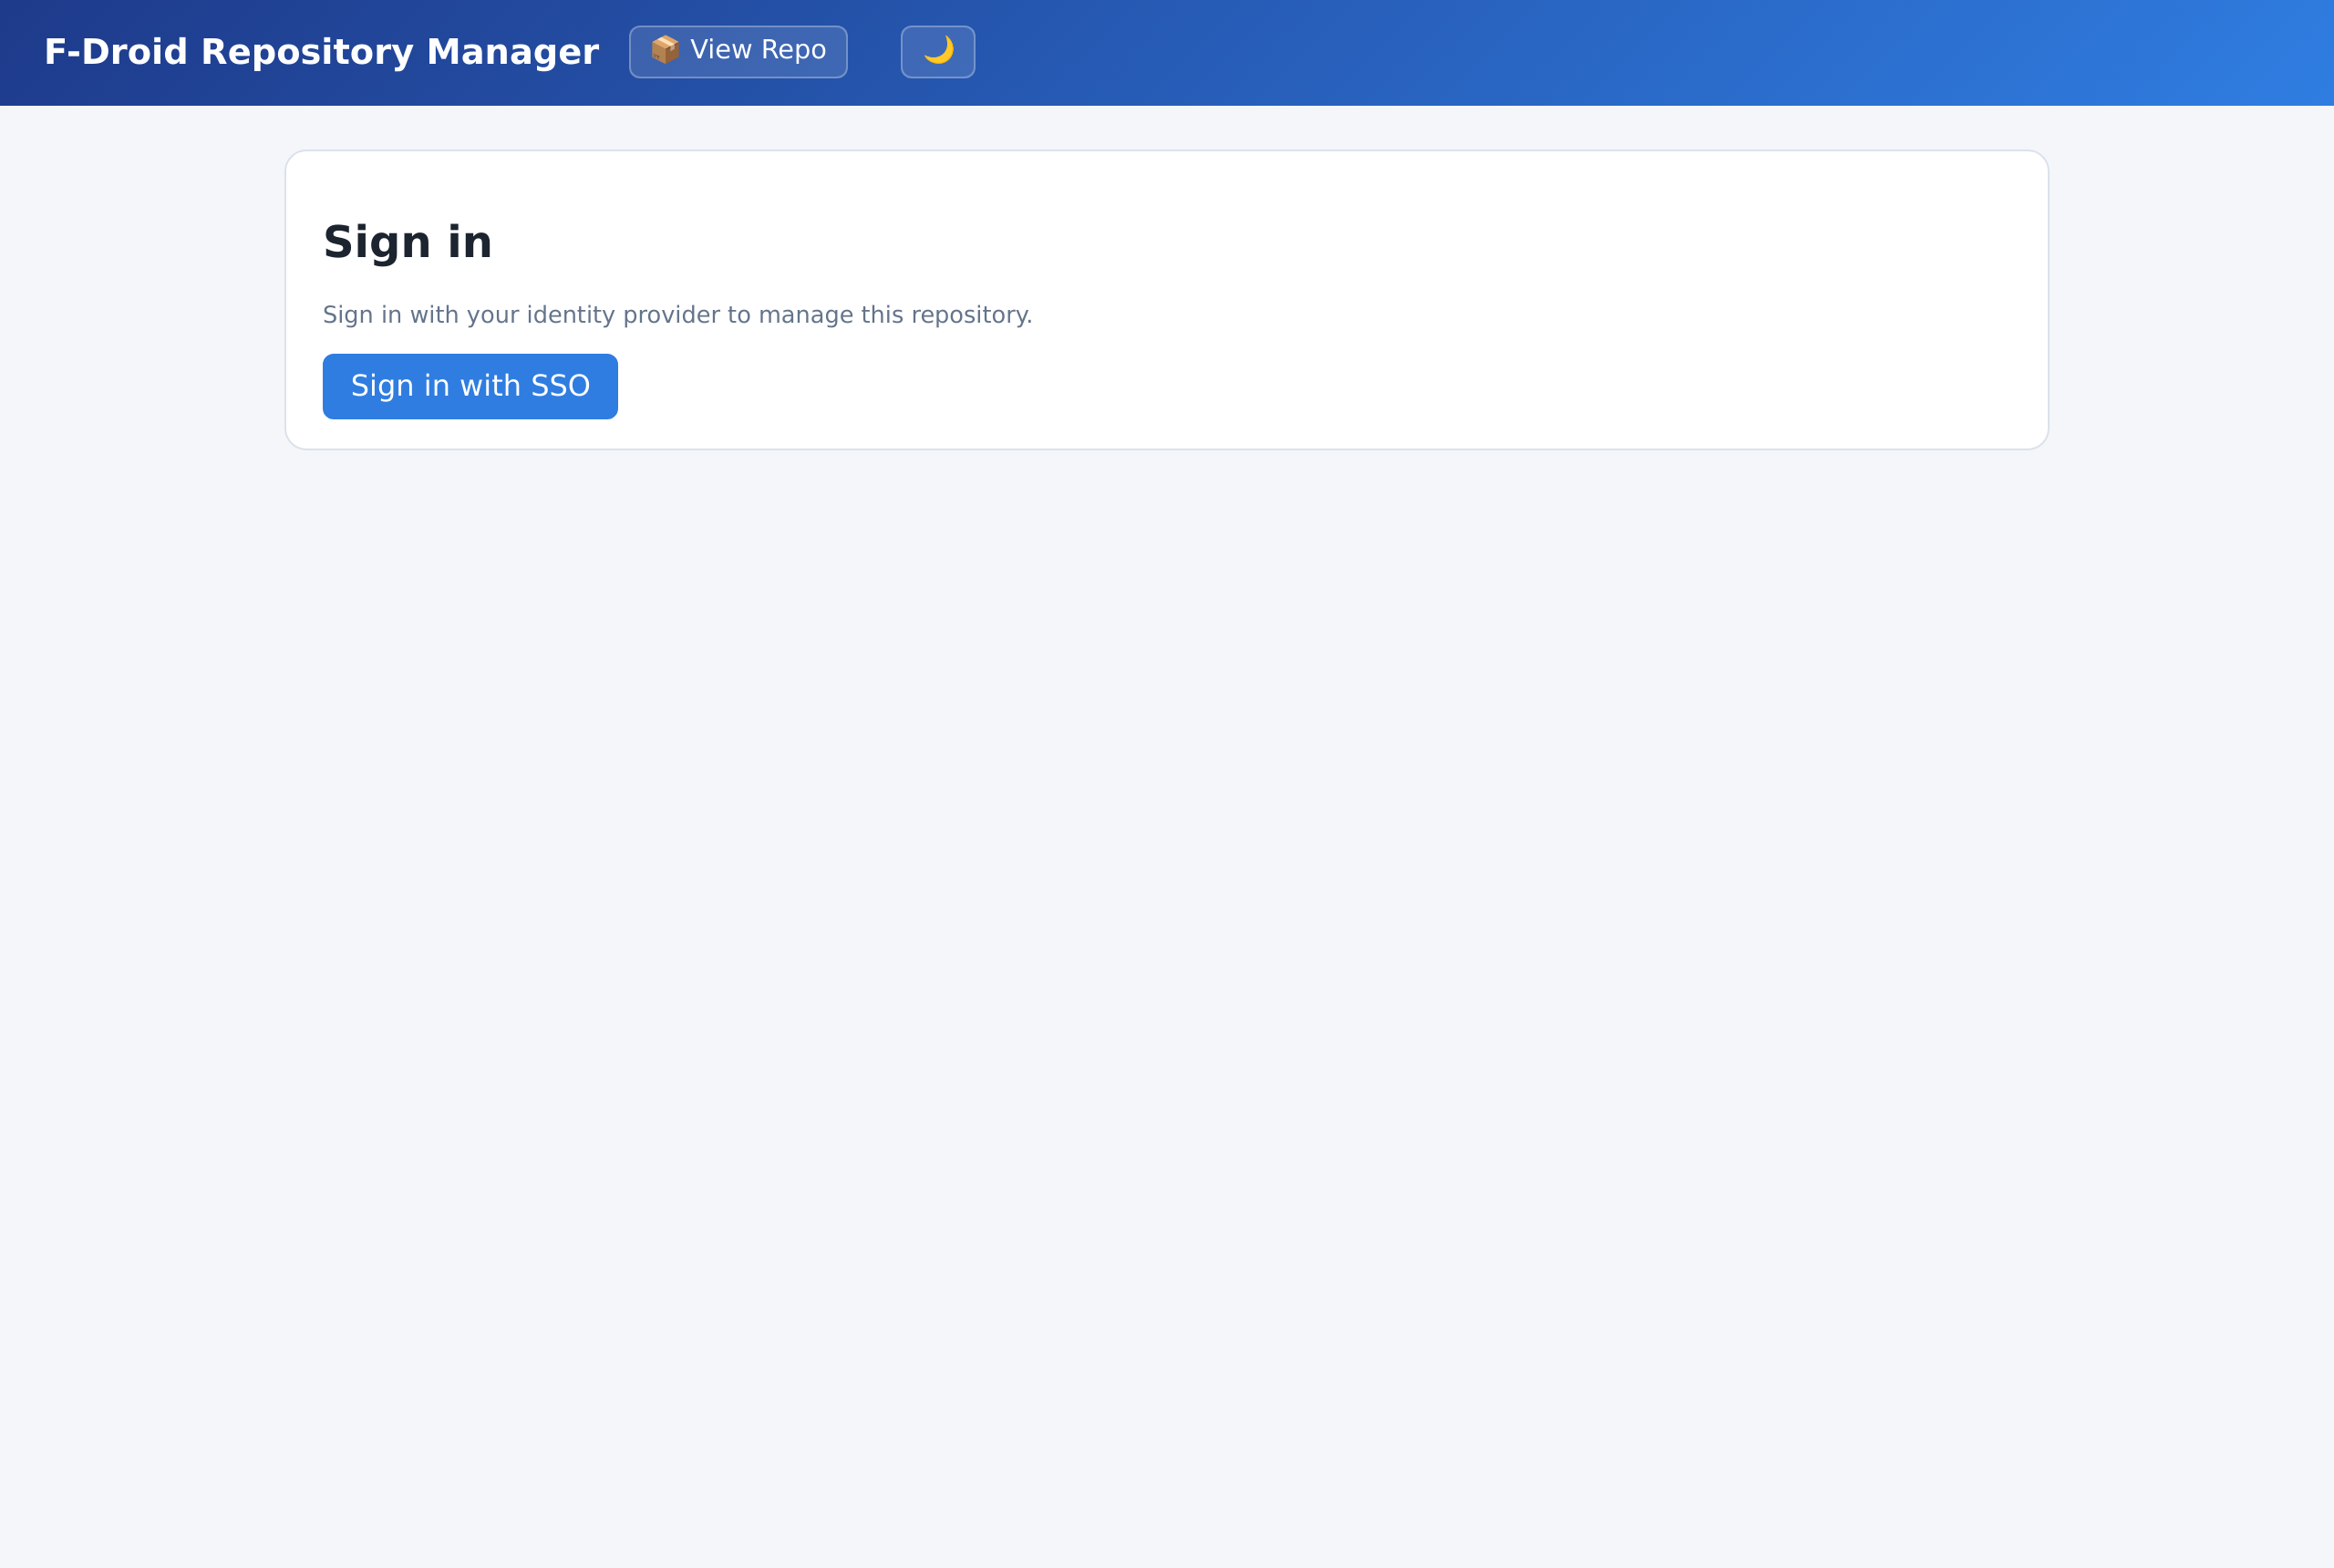 F-Droid Repository Manager
📦 View Repo
🌙
Sign in
Sign in with your identity provider to manage this repository.
Sign in with SSO